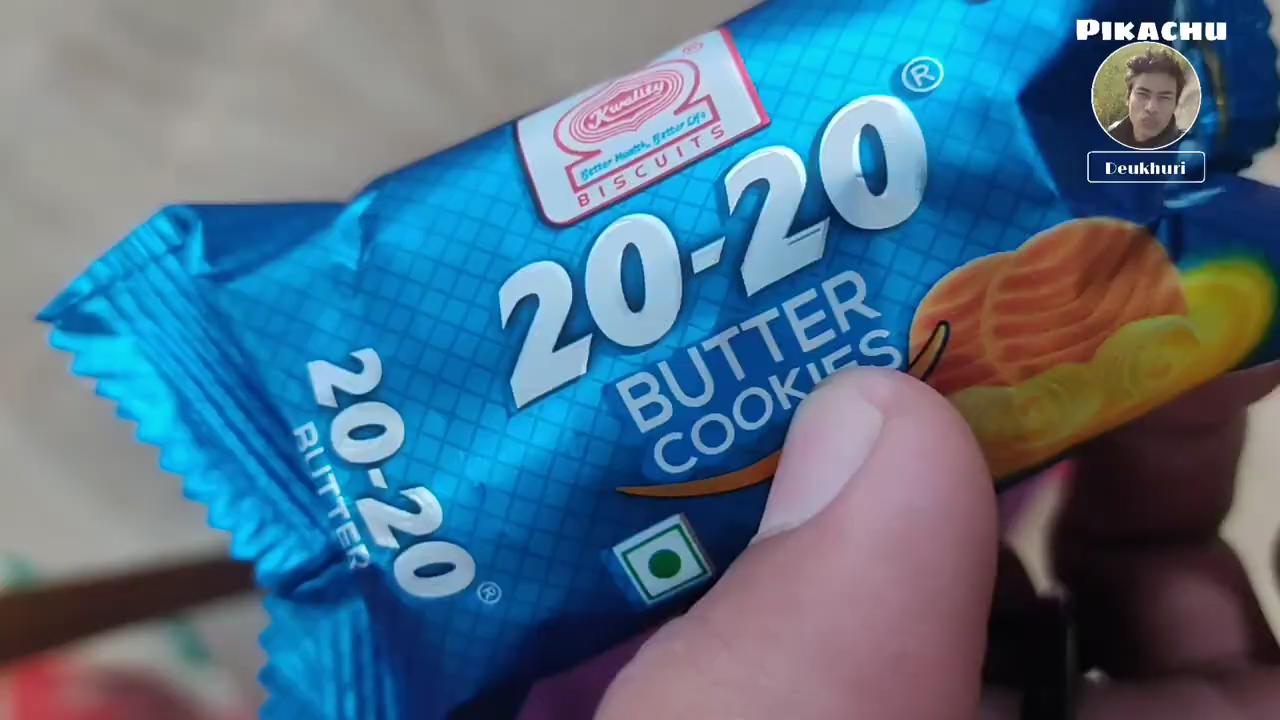 PIKACHU
Deukhuri
Kwality
Better Health, Better Life
BISCUITS
®
20-20
®
BUTTER
COOKIES
20-20
®
BUTTER